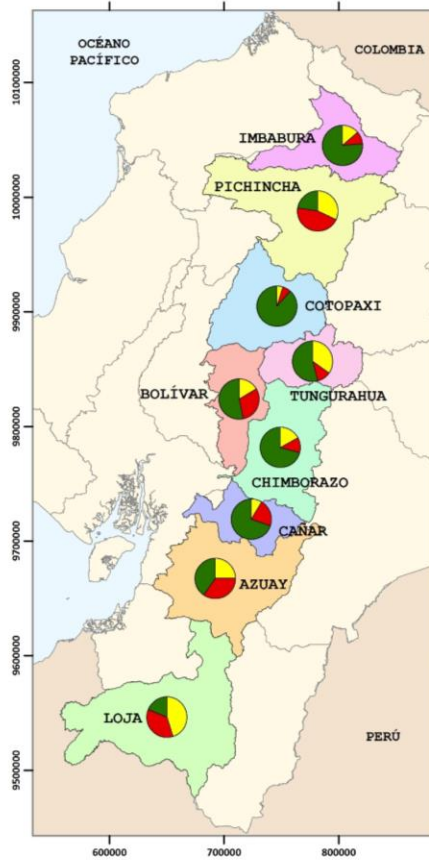 OCÉANO
PACÍFICO
COLOMBIA
10100000
IMBABURA
PICHINCHA
10000000
COTOPAXI
9900000
BOLÍVAR
TUNGURAHUA
9800000
CHIMBORAZO
CAÑAR
9700000
AZUAY
9600000
LOJA
PERÚ
9500000
600000
700000
800000